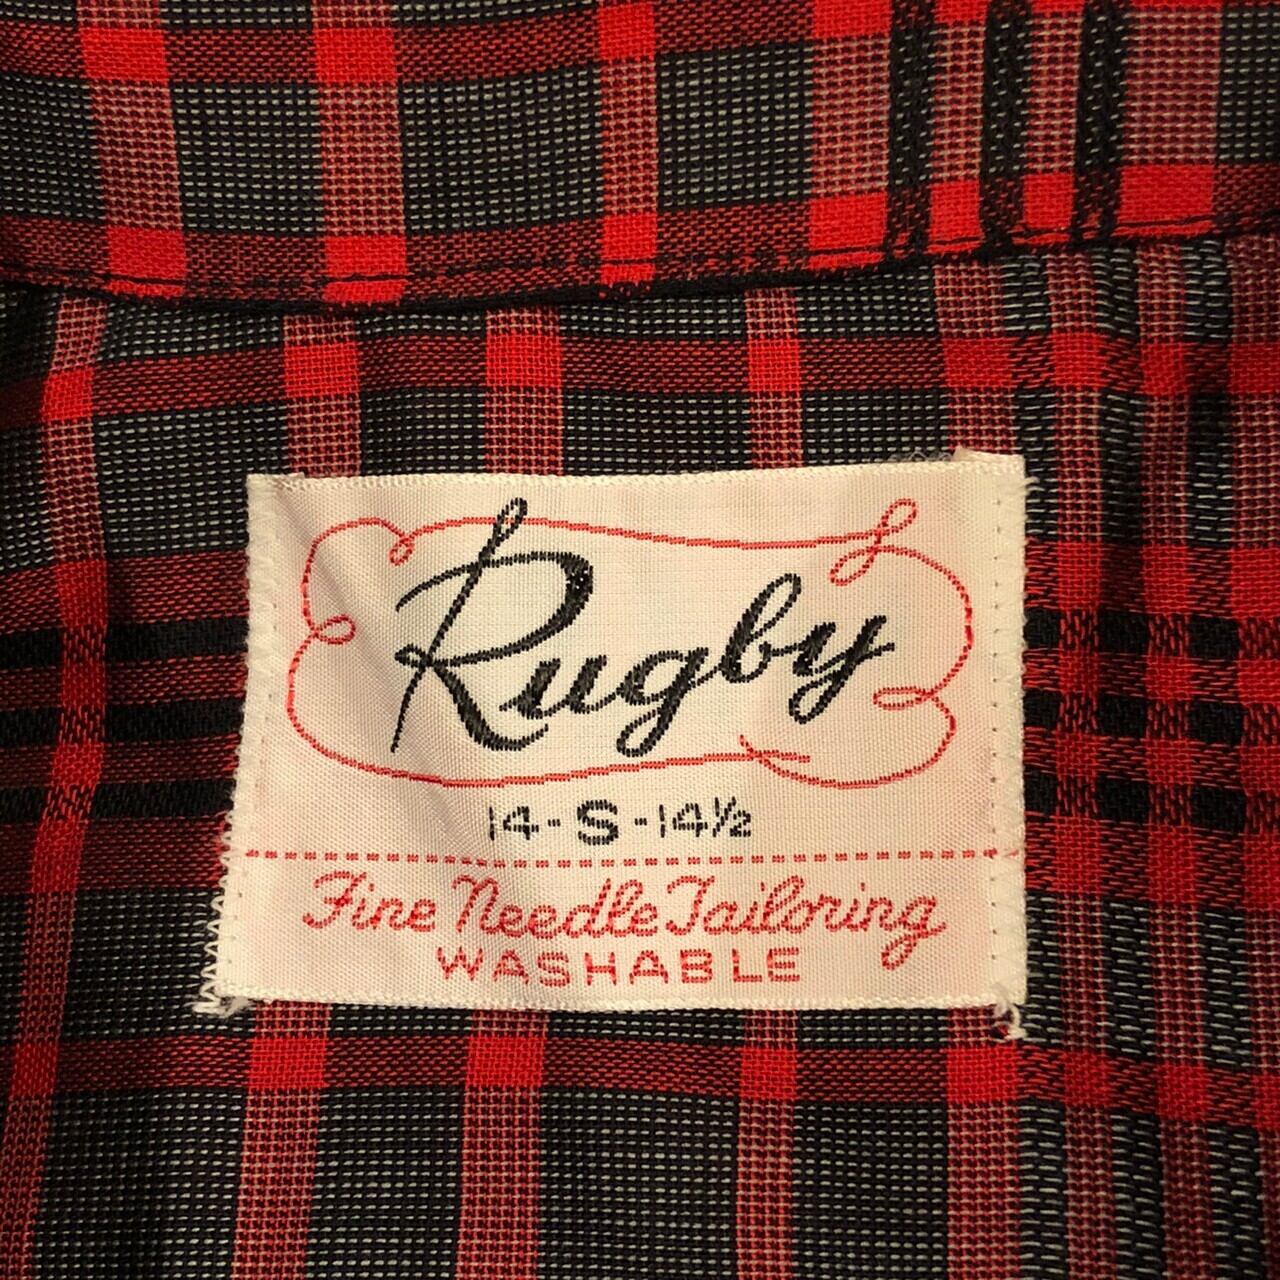 Rugby
14-S-14½
Fine Needle Tailoring
WASHABLE